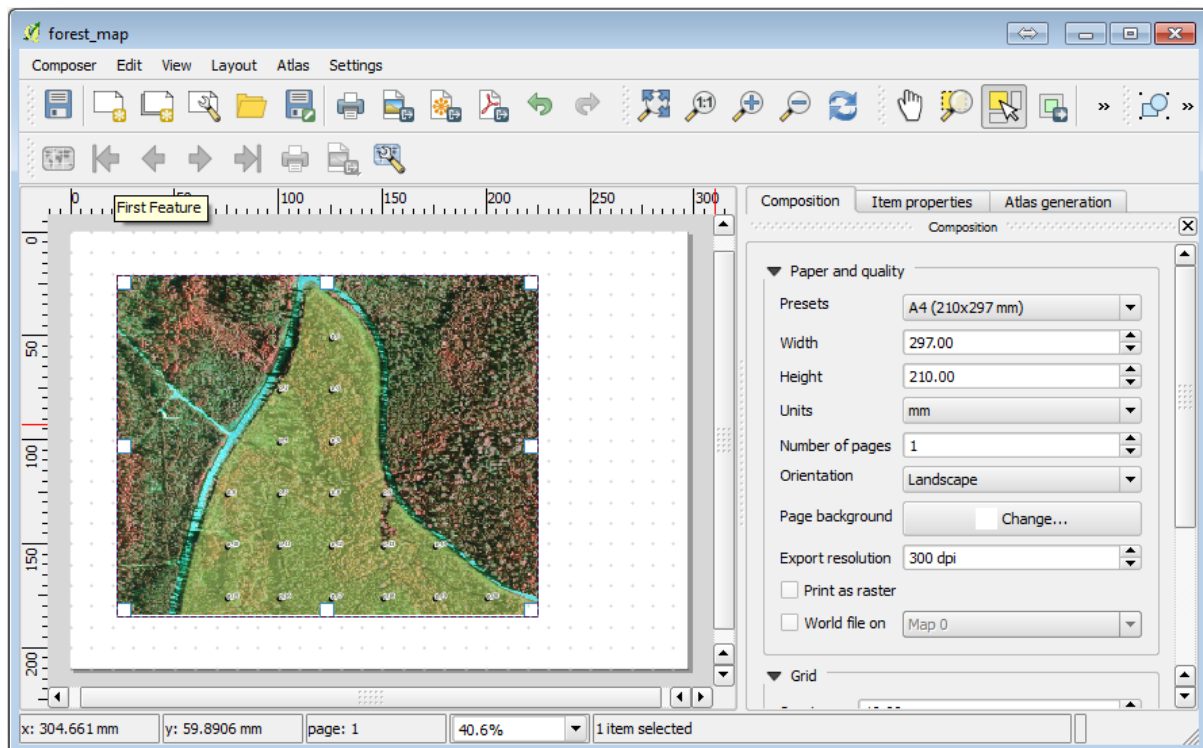 forest_map
Composer Edit View Layout Atlas Settings
1:1 » »
0 50 100 150 200 250 300
First Feature
0
50
100
150
200
Composition Item properties Atlas generation
Composition
Paper and quality
Presets A4 (210x297 mm)
Width 297.00
Height 210.00
Units mm
Number of pages 1
Orientation Landscape
Page background Change...
Export resolution 300 dpi
Print as raster
World file on Map 0
Grid
x: 304.661 mm y: 59.8906 mm page: 1 40.6% 1 item selected